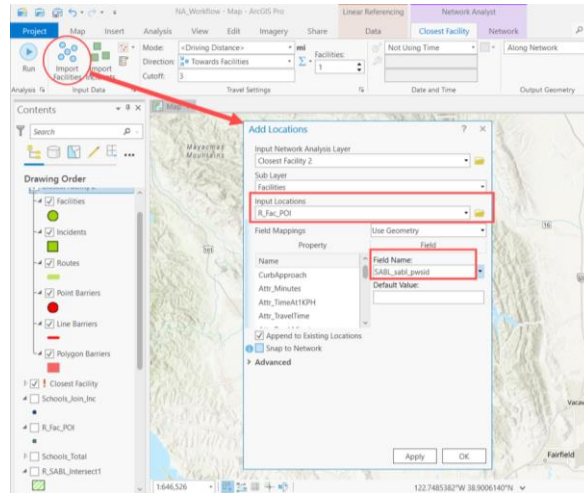 NA_Workflow - Map - ArcGIS Pro
Linear Referencing
Network Analyst
Project Map Insert Analysis View Edit Imagery Share Data Closest Facility Network
Run
Import Facilities
Import Incidents
Mode: <Driving Distance>
Direction: Towards Facilities
Cutoff: 3
mi
Facilities:
1
Not Using Time
Along Network
Analysis
Input Data
Travel Settings
Date and Time
Output Geometry
Contents
Search
Drawing Order
Facilities
Incidents
Routes
Point Barriers
Line Barriers
Polygon Barriers
Closest Facility
Schools_Join_Inc
R_Fac_POI
Schools_Total
R_SABL_Intersect1
Map
Mayacmas
Mountains
Add Locations
Input Network Analysis Layer
Closest Facility 2
Sub Layer
Facilities
Input Locations
R_Fac_POI
Field Mappings
Use Geometry
Property Field
Name
CurbApproach
Attr_Minutes
Attr_TimeAt1KPH
Attr_TravelTime
Field Name:
SABL_sabl_pwsid
Default Value:
Append to Existing Locations
Snap to Network
Advanced
Apply OK
Fairfield
1:646,526
122.7485382°W 38.9006140°N